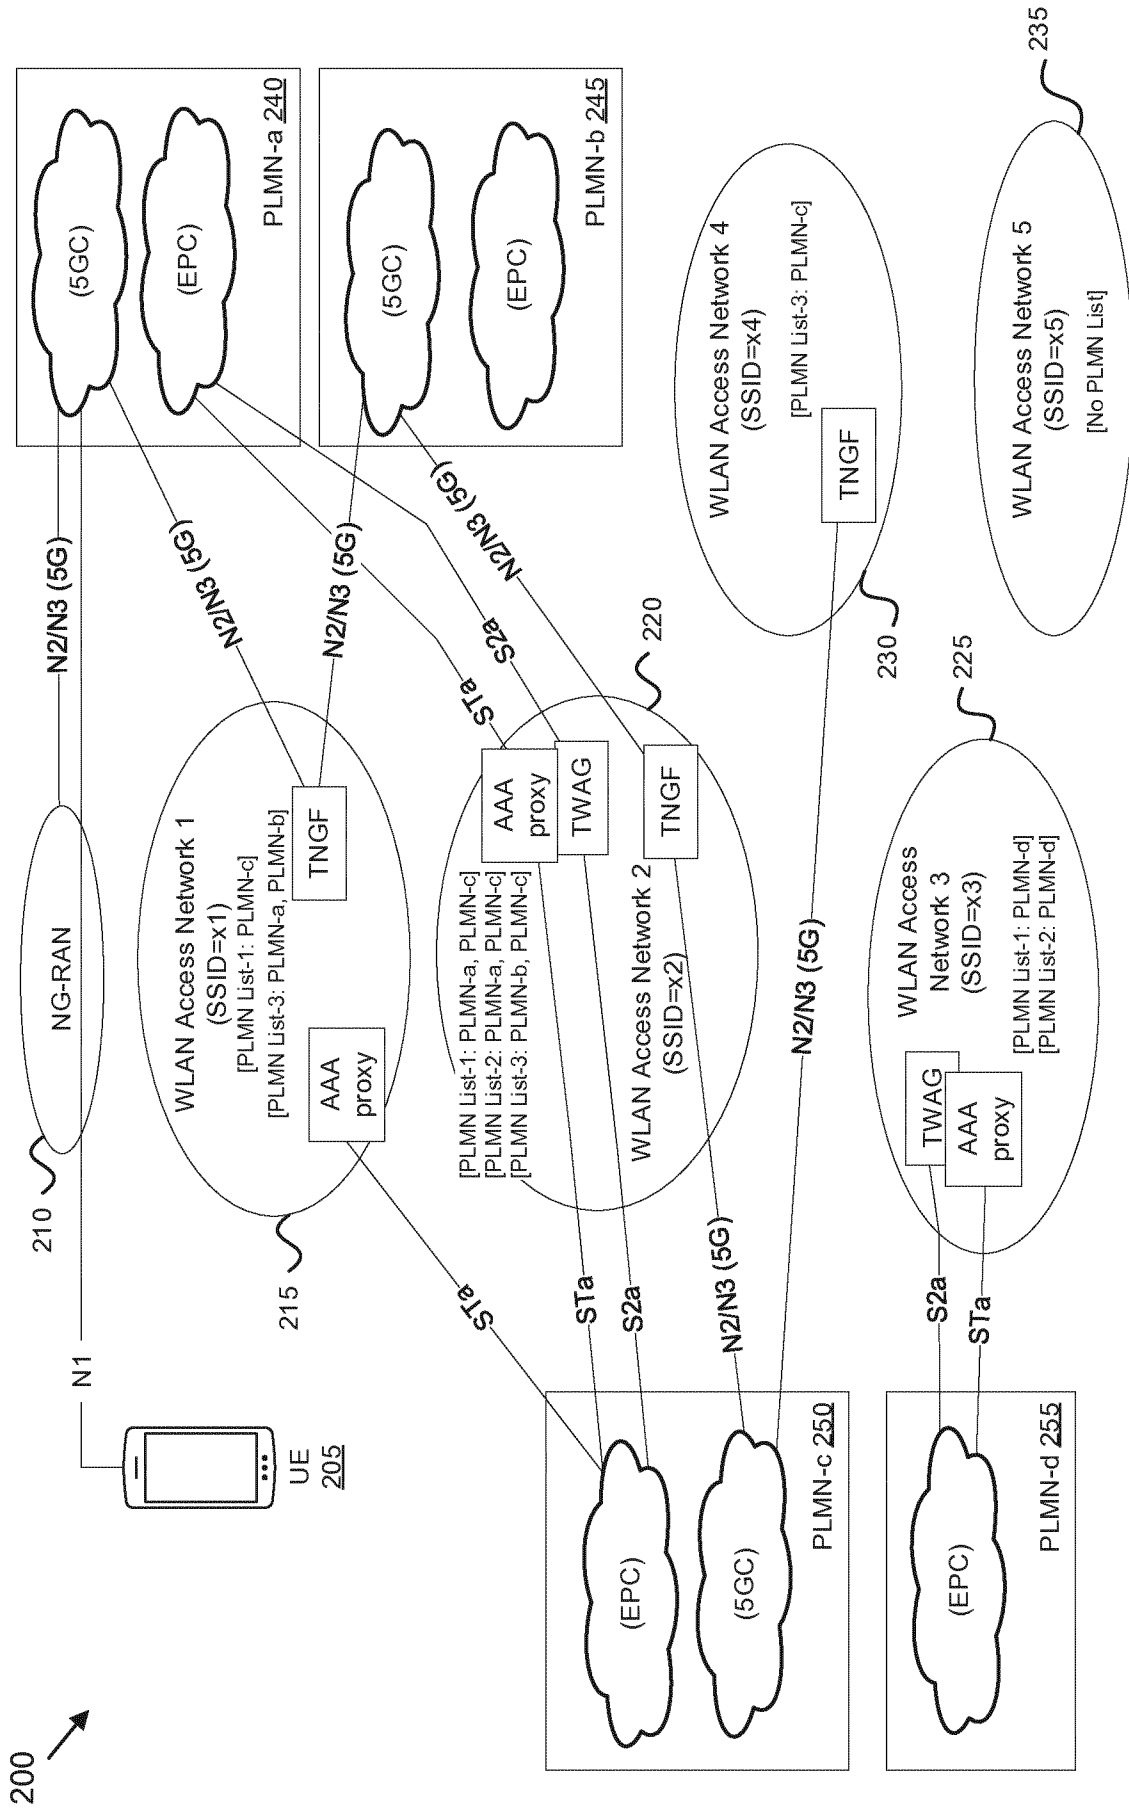 200
UE
205
N1
210
NG-RAN
N2/N3 (5G)
(5GC)
(EPC)
PLMN-a 240
215
WLAN Access Network 1
(SSID=x1)
[PLMN List-1: PLMN-c]
[PLMN List-3: PLMN-a, PLMN-b]
AAA
proxy
TNGF
STa
N2/N3 (5G)
N2/N3 (5G)
(5GC)
(EPC)
PLMN-b 245
[PLMN List-1: PLMN-a, PLMN-c]
[PLMN List-2: PLMN-a, PLMN-c]
[PLMN List-3: PLMN-b, PLMN-c]
WLAN Access Network 2
(SSID=x2)
AAA
proxy
TWAG
TNGF
220
STa
S2a
N2/N3 (5G)
STa
S2a
N2/N3 (5G)
(EPC)
(5GC)
PLMN-c 250
N2/N3 (5G)
WLAN Access Network 4
(SSID=x4)
[PLMN List-3: PLMN-c]
TNGF
230
225
WLAN Access
Network 3
(SSID=x3)
[PLMN List-1: PLMN-d]
[PLMN List-2: PLMN-d]
TWAG
AAA
proxy
S2a
STa
(EPC)
PLMN-d 255
235
WLAN Access Network 5
(SSID=x5)
[No PLMN List]